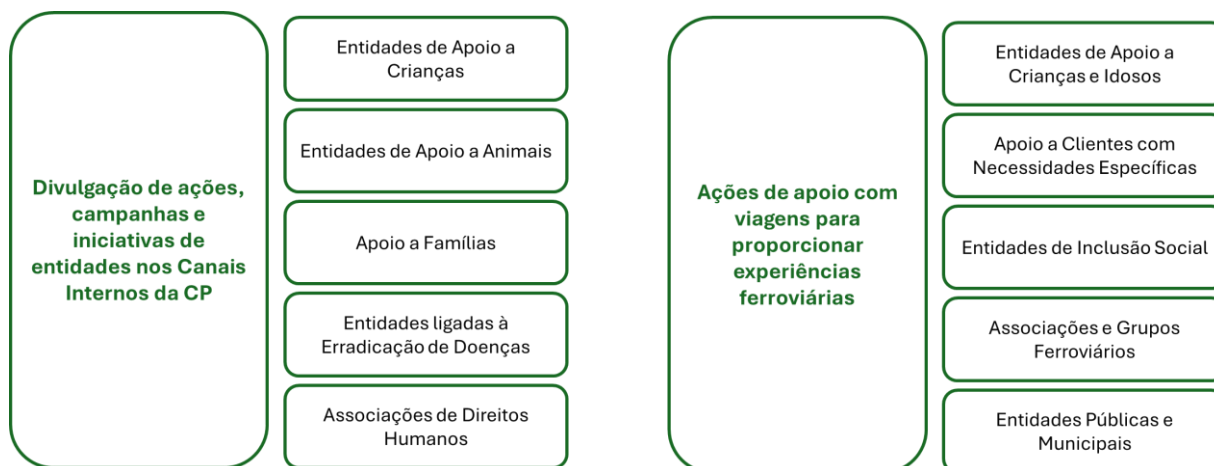 Divulgação de ações,
campanhas e
iniciativas de
entidades nos Canais
Internos da CP
Entidades de Apoio a
Crianças
Entidades de Apoio a Animais
Apoio a Famílias
Entidades ligadas à
Erradicação de Doenças
Associações de Direitos
Humanos
Ações de apoio com
viagens para
proporcionar
experiências
ferroviárias
Entidades de Apoio a
Crianças e Idosos
Apoio a Clientes com
Necessidades Específicas
Entidades de Inclusão Social
Associações e Grupos
Ferroviários
Entidades Públicas e
Municipais